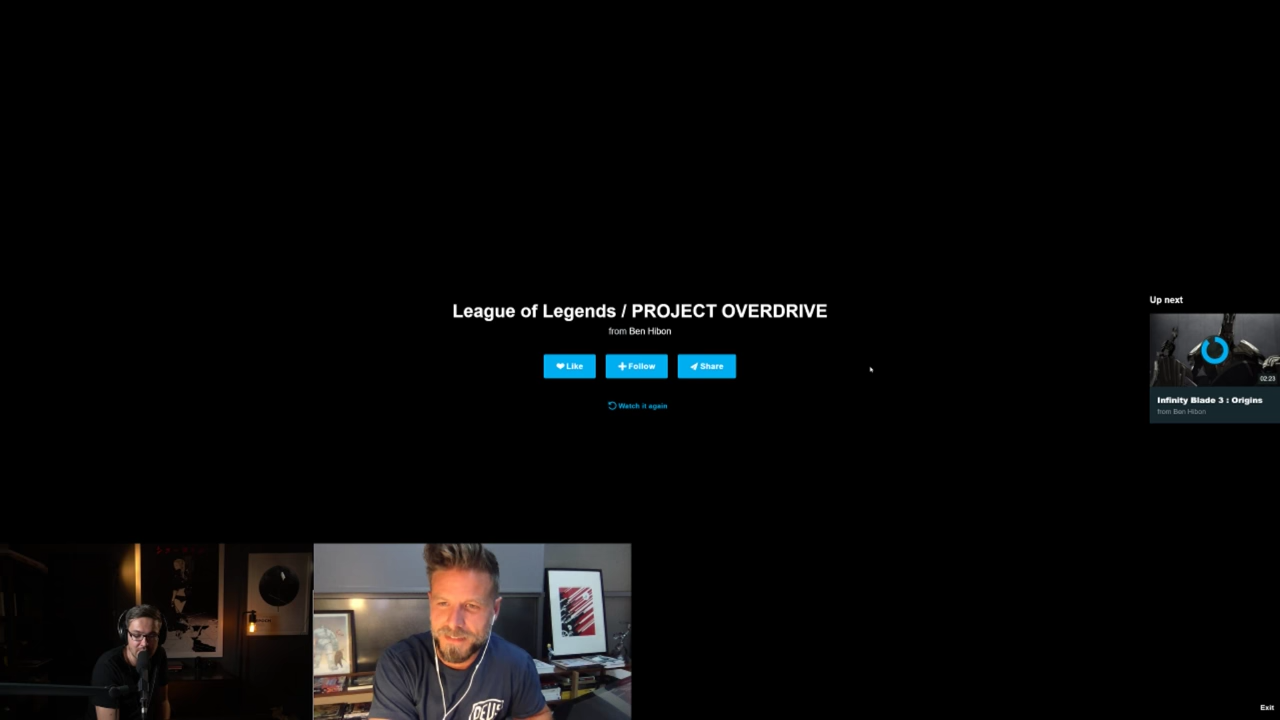 League of Legends / PROJECT OVERDRIVE
from Ben Hibon
Like
Follow
Share
Watch it again
Up next
02:23
Infinity Blade 3 : Origins
from Ben Hibon
DEUS
Exit